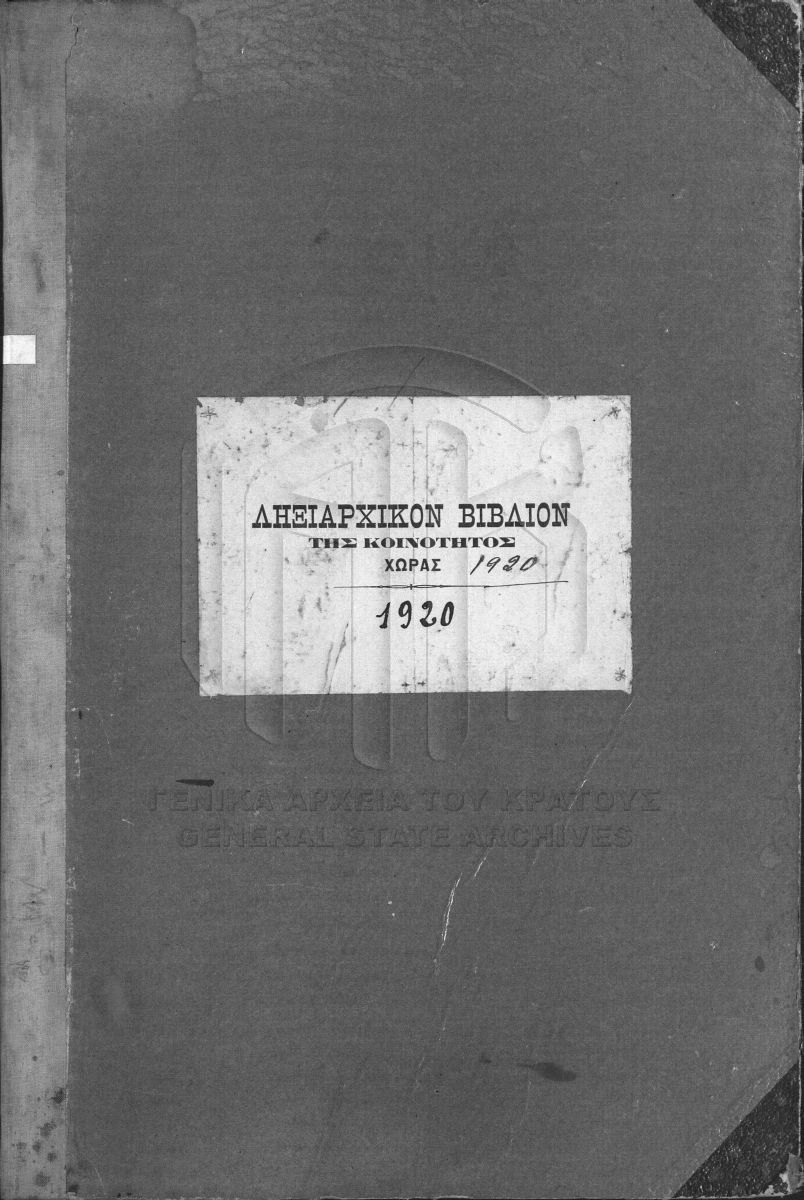 ΛΗΞΙΑΡΧΙΚΟΝ ΒΙΒΛΙΟΝ
ΤΗΣ ΚΟΙΝΟΤΗΤΟΣ
ΧΩΡΑΣ 1920
1920
ΓΕΝΙΚΑ ΑΡΧΕΙΑ ΤΟΥ ΚΡΑΤΟΥΣ
GENERAL STATE ARCHIVES